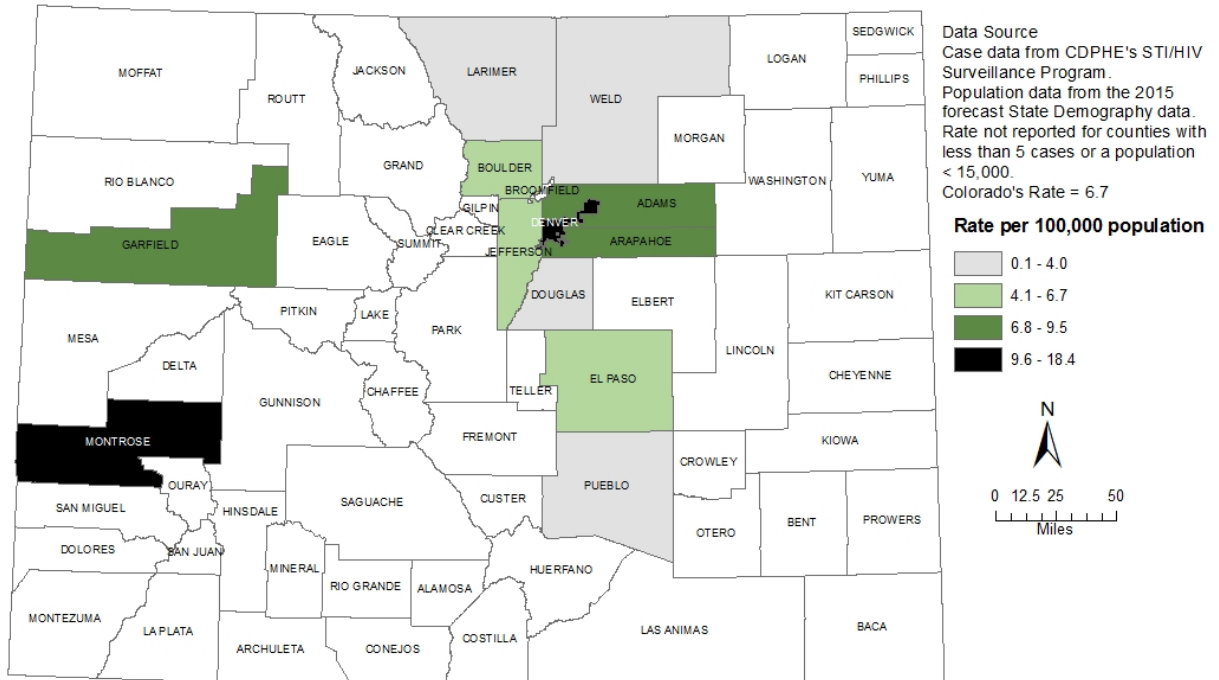 SEDGWICK
LOGAN
JACKSON
LARIMER
MOFFAT
PHILLIPS
ROUTT
WELD
MORGAN
GRAND
BOULDER
YUMA
WASHINGTON
RIO BLANCO
BROOMFIELD
ADAMS
GILPIN
DENVER
CLEAR CREEK
EAGLE
SUMMIT
GARFIELD
ARAPAHOE
JEFFERSON
DOUGLAS
KIT CARSON
ELBERT
PITKIN
LAKE
PARK
MESA
LINCOLN
DELTA
CHEYENNE
EL PASO
TELLER
CHAFFEE
GUNNISON
FREMONT
MONTROSE
KIOWA
CROWLEY
OURAY
PUEBLO
CUSTER
SAGUACHE
SAN MIGUEL
HINSDALE
PROWERS
BENT
OTERO
DOLORES
SAN JUAN
MINERAL
HUERFANO
RIO GRANDE
ALAMOSA
MONTEZUMA
LA PLATA
LAS ANIMAS
BACA
COSTILLA
ARCHULETA
CONEJOS
Data Source
Case data from CDPHE's STI/HIV
Surveillance Program.
Population data from the 2015
forecast State Demography data.
Rate not reported for counties with
less than 5 cases or a population
< 15,000.
Colorado's Rate = 6.7
Rate per 100,000 population
0.1 - 4.0
4.1 - 6.7
6.8 - 9.5
9.6 - 18.4
N
0 12.5 25 50
Miles